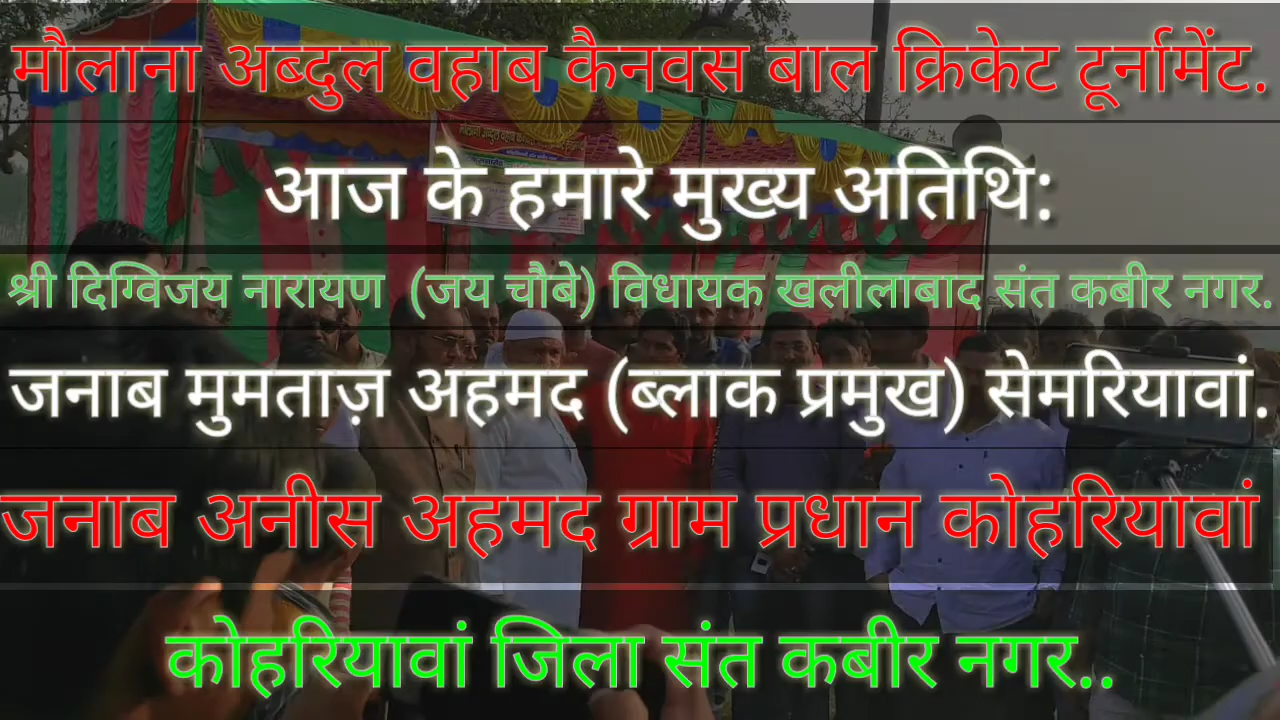 मौलाना अब्दुल वहाब कैनवस बाल क्रिकेट टूर्नामेंट.
आज के हमारे मुख्य अतिथि:
श्री दिग्विजय नारायण (जय चौबे) विधायक खलीलाबाद संत कबीर नगर.
जनाब मुमताज़ अहमद (ब्लाक प्रमुख) सेमरियावां.
जनाब अनीस अहमद ग्राम प्रधान कोहरियावां
कोहरियावां जिला संत कबीर नगर..